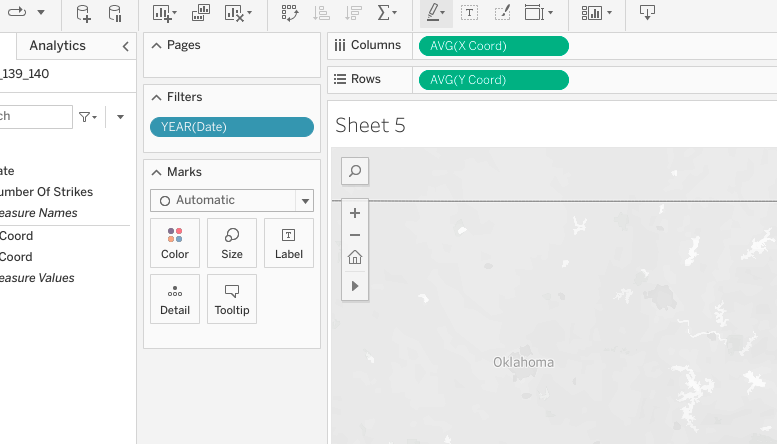 Analytics
_139_140
ch
ate
umber Of Strikes
easure Names
Coord
Coord
easure Values
Pages
Filters
YEAR(Date)
Marks
Automatic
Color
Size
Label
Detail
Tooltip
Columns
AVG(X Coord)
Rows
AVG(Y Coord)
Sheet 5
Oklahoma